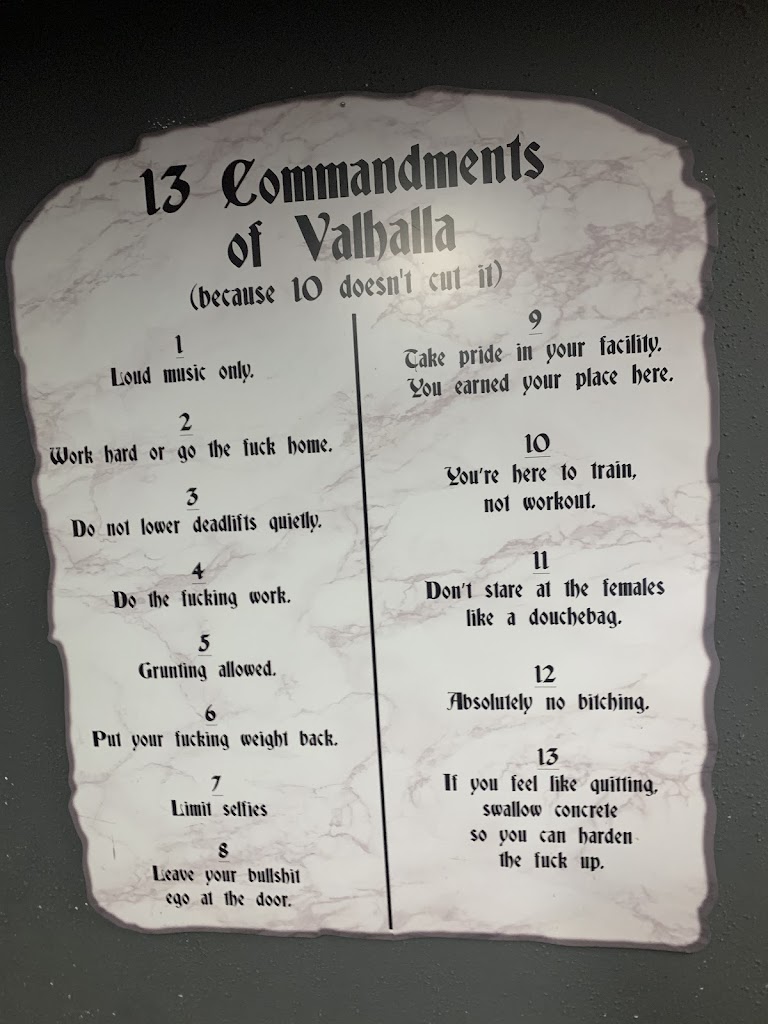 13 Commandments
of Valhalla
(because 10 doesn't cut it)
1
Loud music only.
2
Work hard or go the fuck home.
3
Do not lower deadlifts quietly.
4
Do the fucking work.
5
Grunting allowed.
6
Put your fucking weight back.
7
Limit selfies
8
Leave your bullshit
ego at the door.
9
Take pride in your facility.
You earned your place here.
10
You're here to train,
not workout.
11
Don't stare at the females
like a douchebag.
12
Absolutely no bitching.
13
If you feel like quitting,
swallow concrete
so you can harden
the fuck up.